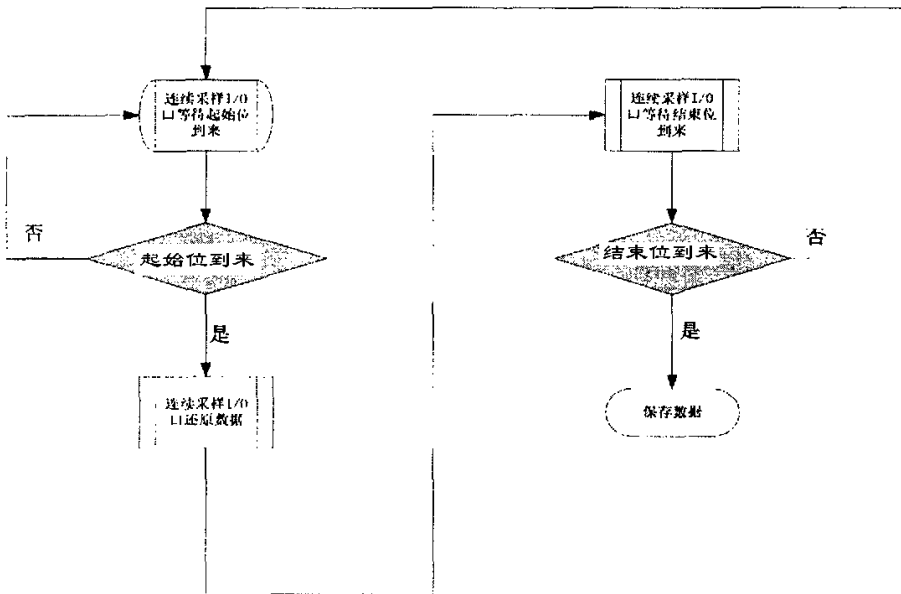 连续采样I/O
口等待起始位
到来
否
起始位到来
是
连续采样I/O
口还原数据
连续采样I/O
口等待结束位
到来
结束位到来
否
是
保存数据